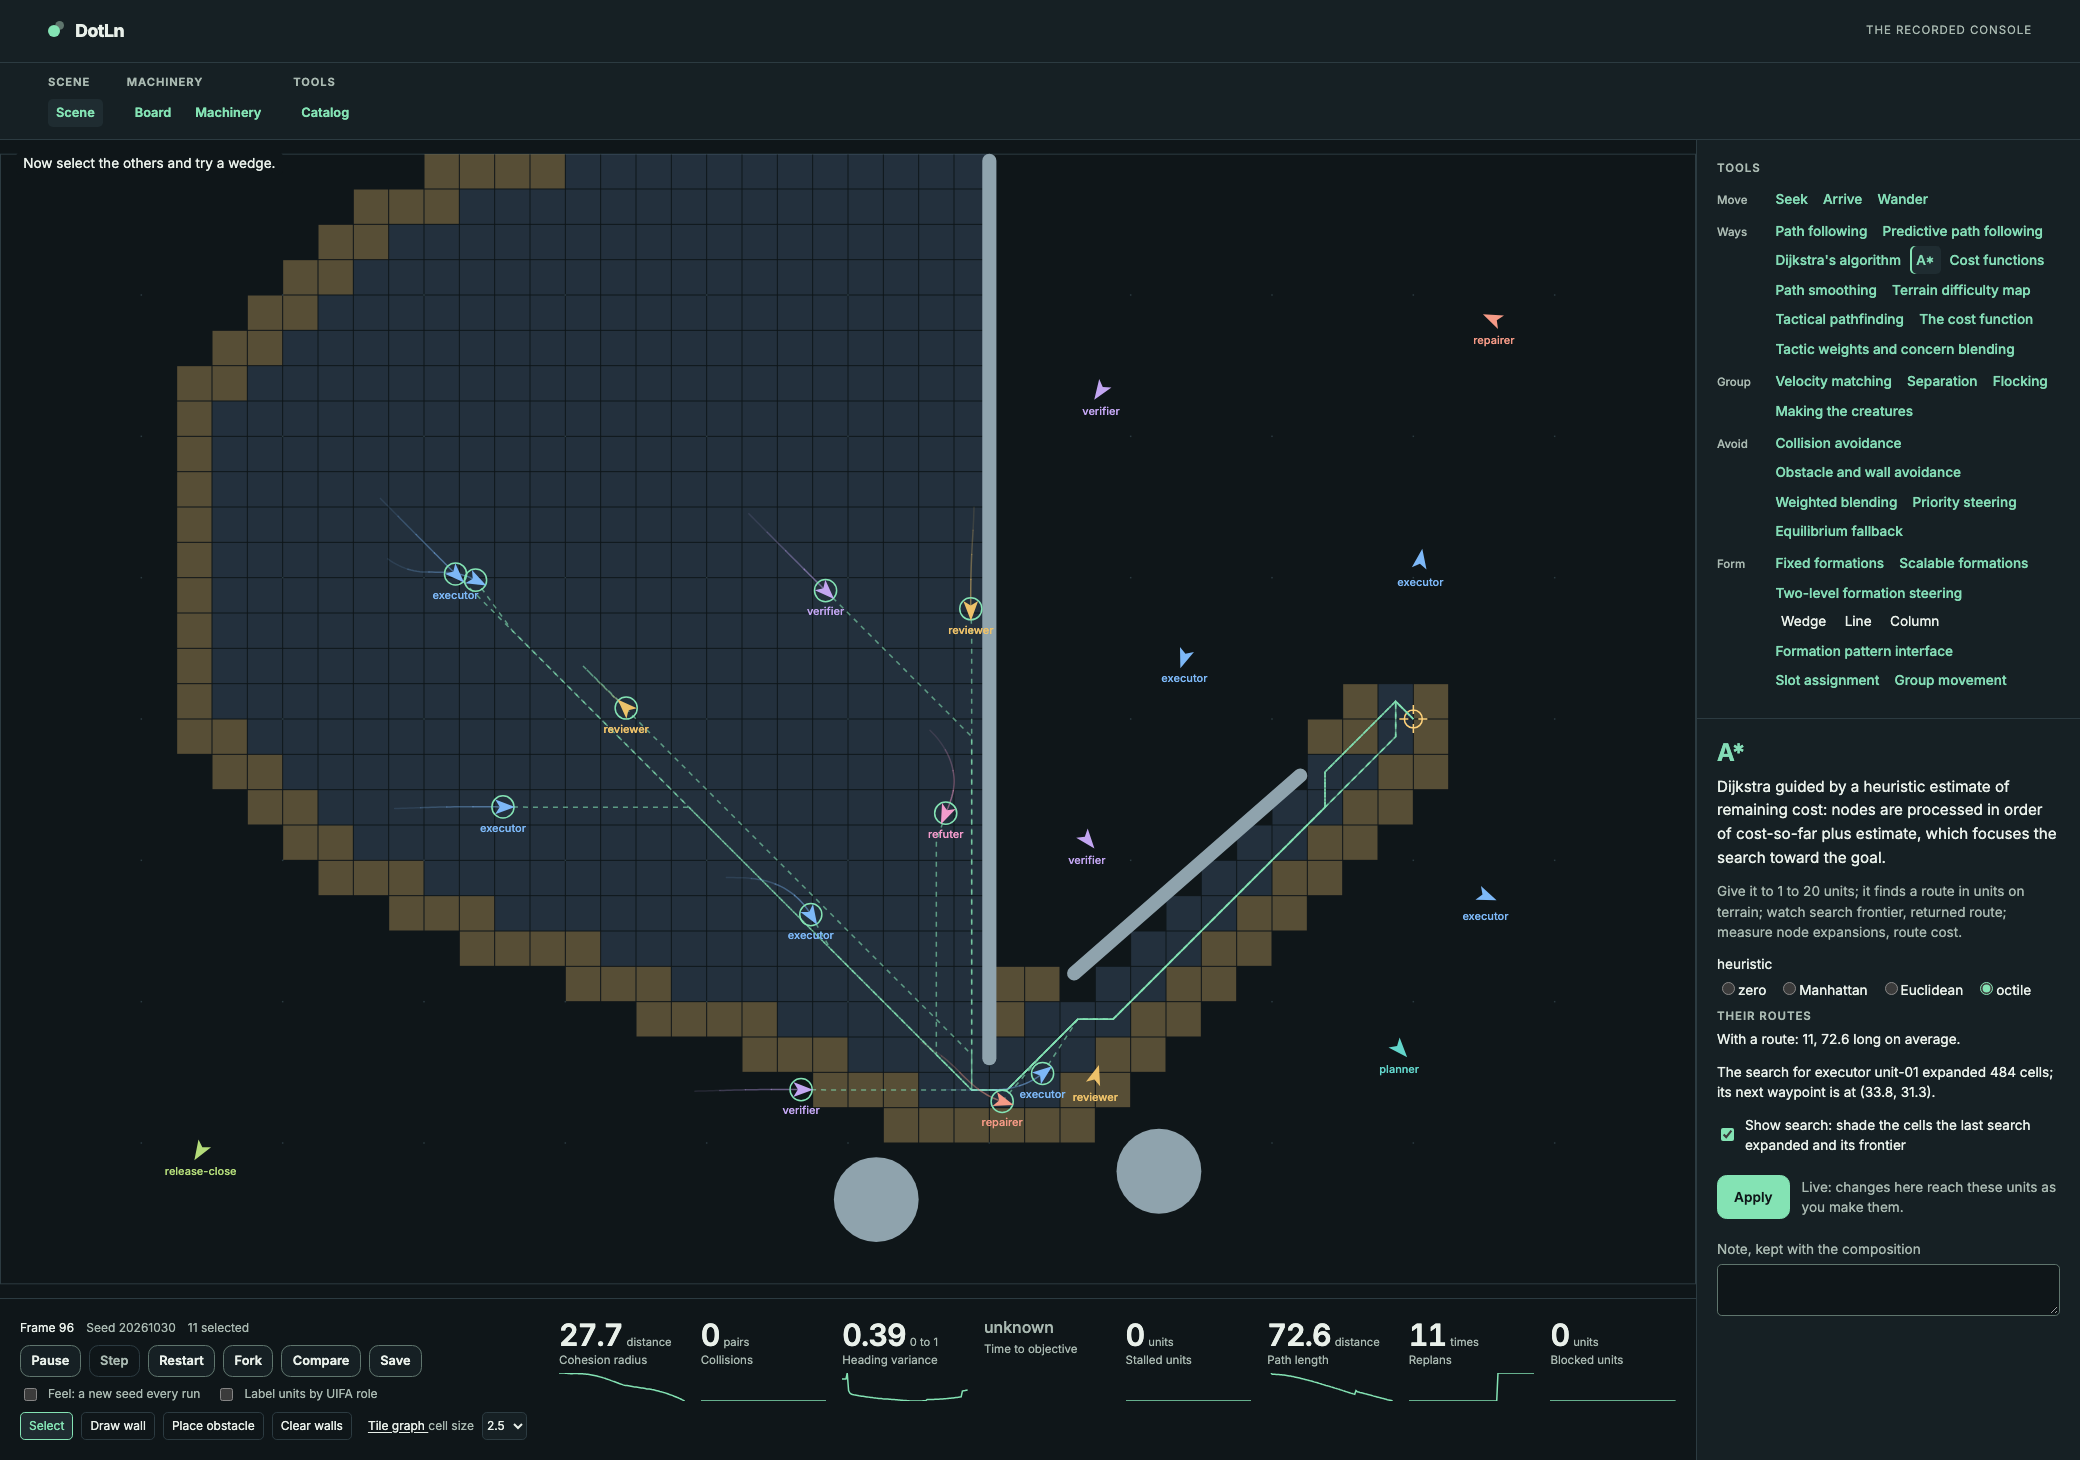 DotLn
THE RECORDED CONSOLE
SCENE MACHINERY TOOLS
Scene Board Machinery Catalog
Now select the others and try a wedge.
repairer
verifier
executor
executor
verifier
reviewer
executor
reviewer
executor
refuter
verifier
executor
executor
planner
executor reviewer
verifier
repairer
release-close
TOOLS
Move Seek Arrive Wander
Ways Path following Predictive path following
Dijkstra's algorithm A* Cost functions
Path smoothing Terrain difficulty map
Tactical pathfinding The cost function
Tactic weights and concern blending
Group Velocity matching Separation Flocking
Making the creatures
Avoid Collision avoidance
Obstacle and wall avoidance
Weighted blending Priority steering
Equilibrium fallback
Form Fixed formations Scalable formations
Two-level formation steering
Wedge Line Column
Formation pattern interface
Slot assignment Group movement
A*
Dijkstra guided by a heuristic estimate of
remaining cost: nodes are processed in order
of cost-so-far plus estimate, which focuses the
search toward the goal.
Give it to 1 to 20 units; it finds a route in units on
terrain; watch search frontier, returned route;
measure node expansions, route cost.
heuristic
zero Manhattan Euclidean octile
THEIR ROUTES
With a route: 11, 72.6 long on average.
The search for executor unit-01 expanded 484 cells;
its next waypoint is at (33.8, 31.3).
Show search: shade the cells the last search
expanded and its frontier
Apply Live: changes here reach these units as
you make them.
Note, kept with the composition
Frame 96 Seed 20261030 11 selected
Pause Step Restart Fork Compare Save
Feel: a new seed every run Label units by UIFA role
Select Draw wall Place obstacle Clear walls Tile graph cell size 2.5
27.7 distance
Cohesion radius
0 pairs
Collisions
0.39 0 to 1
Heading variance
unknown
Time to objective
0 units
Stalled units
72.6 distance
Path length
11 times
Replans
0 units
Blocked units